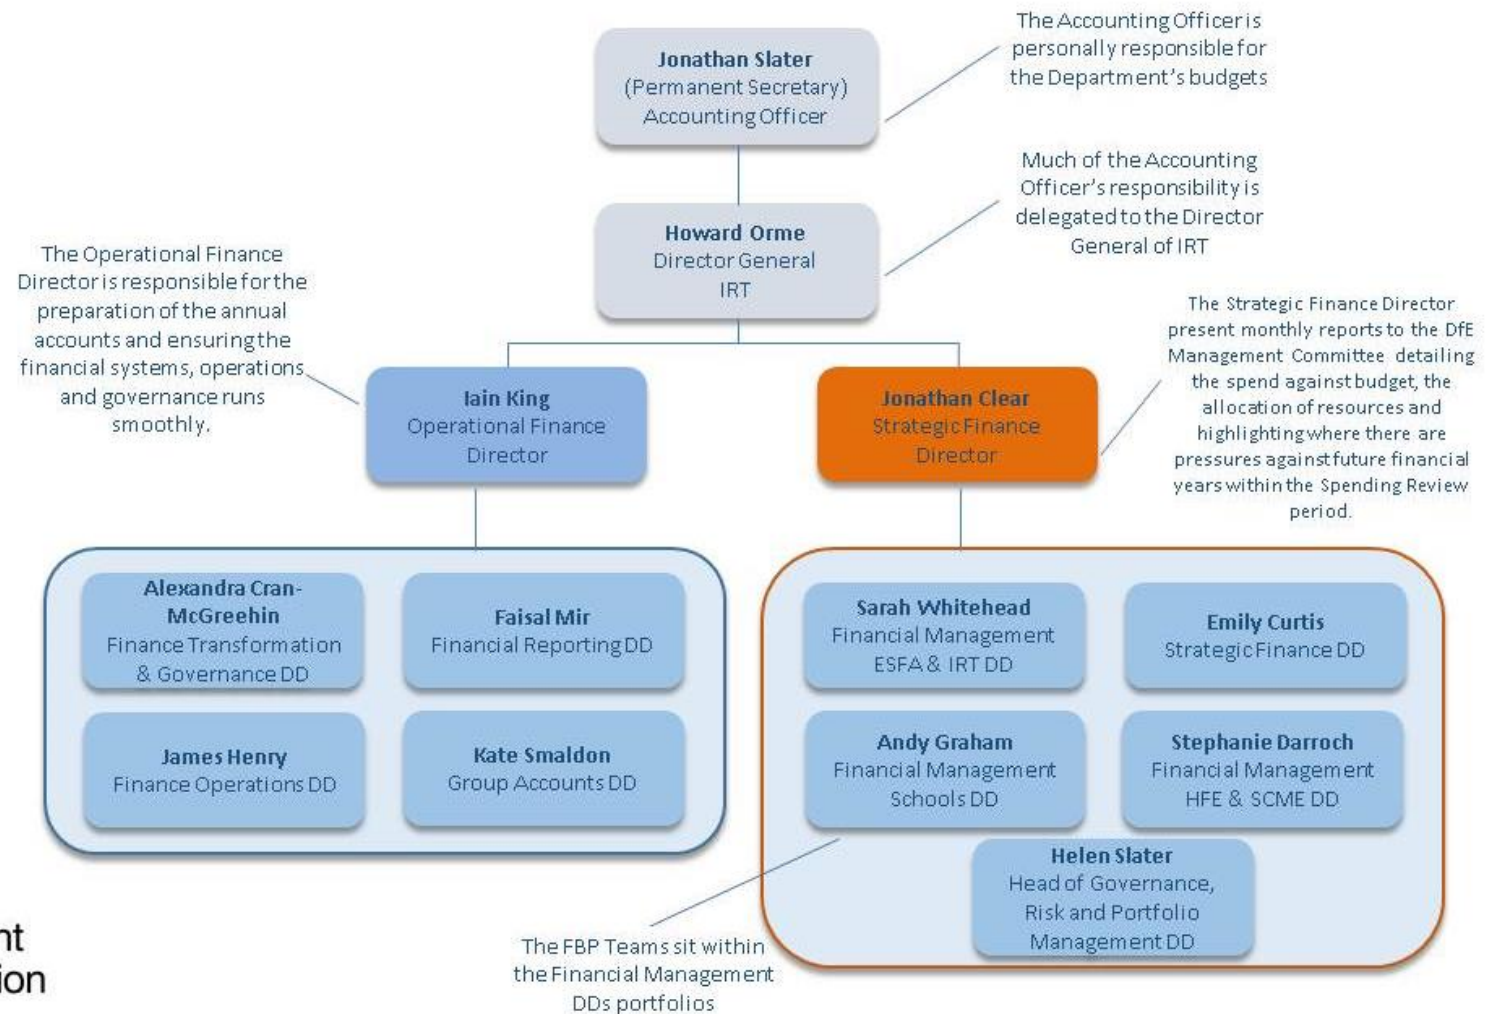 Jonathan Slater
(Permanent Secretary)
Accounting Officer
The Accounting Officer is
personally responsible for
the Department's budgets
Howard Orme
Director General
IRT
Much of the Accounting
Officer's responsibility is
delegated to the Director
General of IRT
The Operational Finance
Director is responsible for the
preparation of the annual
accounts and ensuring the
financial systems, operations
and governance runs
smoothly.
Iain King
Operational Finance
Director
Jonathan Clear
Strategic Finance
Director
The Strategic Finance Director
present monthly reports to the DfE
Management Committee detailing
the spend against budget, the
allocation of resources and
highlighting where there are
pressures against future financial
years within the Spending Review
period.
Alexandra Cran-
McGreehin
Finance Transformation
& Governance DD
Faisal Mir
Financial Reporting DD
James Henry
Finance Operations DD
Kate Smaldon
Group Accounts DD
Sarah Whitehead
Financial Management
ESFA & IRT DD
Emily Curtis
Strategic Finance DD
Andy Graham
Financial Management
Schools DD
Stephanie Darroch
Financial Management
HFE & SCME DD
Helen Slater
Head of Governance,
Risk and Portfolio
Management DD
The FBP Teams sit within
the Financial Management
DDs portfolios
nt
ion